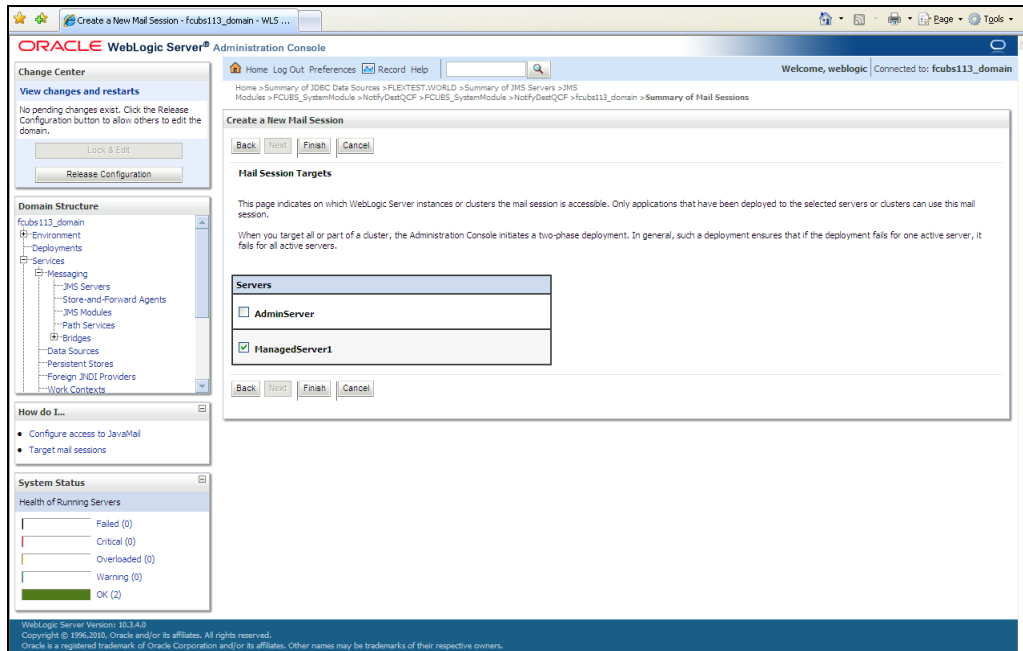 Create a New Mail Session - fcubs113_domain - WLS ...
Page
Tools
ORACLE WebLogic Server® Administration Console
Change Center
View changes and restarts
No pending changes exist. Click the Release
Configuration button to allow others to edit the
domain.
Lock & Edit
Release Configuration
Domain Structure
fcubs113_domain
Environment
Deployments
Services
Messaging
JMS Servers
Store-and-Forward Agents
JMS Modules
Path Services
Bridges
Data Sources
Persistent Stores
Foreign JNDI Providers
Work Contexts
How do I...
Configure access to JavaMail
Target mail sessions
System Status
Health of Running Servers
Failed (0)
Critical (0)
Overloaded (0)
Warning (0)
OK (2)
Home Log Out Preferences Record Help
Welcome, weblogic Connected to: fcubs113_domain
Home >Summary of JDBC Data Sources >FLEXTEST.WORLD >Summary of JMS Servers >JMS
Modules >FCUBS_SystemModule >NotifyDestQCF >FCUBS_SystemModule >NotifyDestQCF >fcubs113_domain >Summary of Mail Sessions
Create a New Mail Session
Back Next Finish Cancel
Mail Session Targets
This page indicates on which WebLogic Server instances or clusters the mail session is accessible. Only applications that have been deployed to the selected servers or clusters can use this mail
session.
When you target all or part of a cluster, the Administration Console initiates a two-phase deployment. In general, such a deployment ensures that if the deployment fails for one active server, it
fails for all active servers.
Servers
AdminServer
ManagedServer1
Back Next Finish Cancel
WebLogic Server Version: 10.3.4.0
Copyright © 1996,2010, Oracle and/or its affiliates. All rights reserved.
Oracle is a registered trademark of Oracle Corporation and/or its affiliates. Other names may be trademarks of their respective owners.